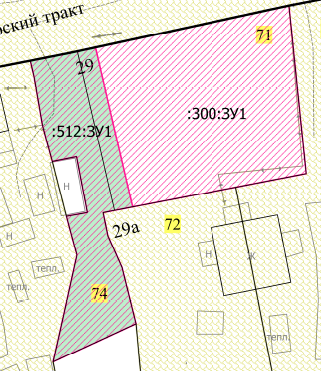 ский тракт
71
29
:300:ЗУ1
:512:ЗУ1
Н
Н
72
29а
Н
Н
Ж
тепл.
тепл.
74
тепл.